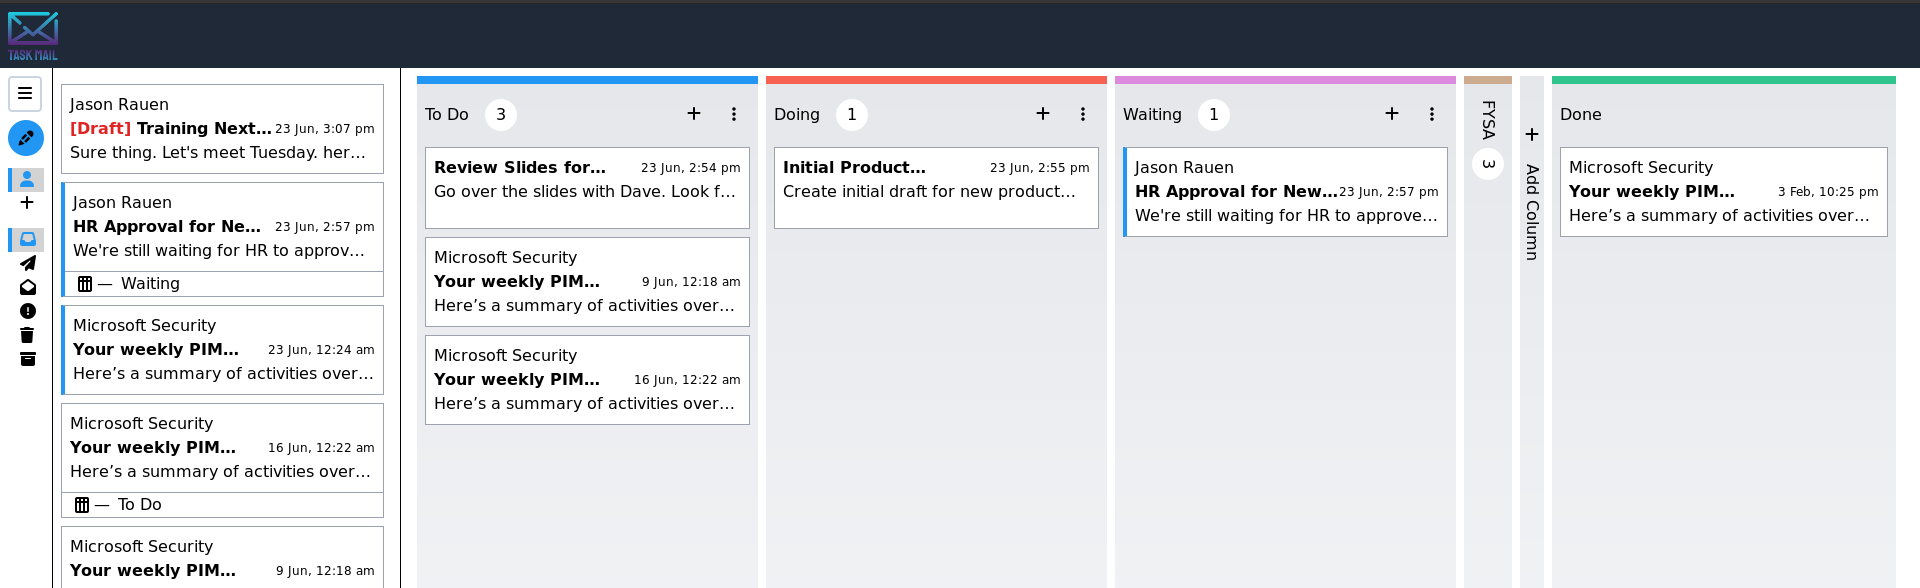 TASK MAIL
Jason Rauen
[Draft] Training Next... 23 Jun, 3:07 pm
Sure thing. Let's meet Tuesday. her...
Jason Rauen
HR Approval for Ne... 23 Jun, 2:57 pm
We're still waiting for HR to approv...
— Waiting
Microsoft Security
Your weekly PIM... 23 Jun, 12:24 am
Here’s a summary of activities over...
Microsoft Security
Your weekly PIM... 16 Jun, 12:22 am
Here’s a summary of activities over...
— To Do
Microsoft Security
Your weekly PIM... 9 Jun, 12:18 am
To Do 3
Review Slides for... 23 Jun, 2:54 pm
Go over the slides with Dave. Look f...
Microsoft Security
Your weekly PIM... 9 Jun, 12:18 am
Here’s a summary of activities over...
Microsoft Security
Your weekly PIM... 16 Jun, 12:22 am
Here’s a summary of activities over...
Doing 1
Initial Product... 23 Jun, 2:55 pm
Create initial draft for new product...
Waiting 1
Jason Rauen
HR Approval for New... 23 Jun, 2:57 pm
We're still waiting for HR to approve...
FYSA 3
+ Add Column
Done
Microsoft Security
Your weekly PIM... 3 Feb, 10:25 pm
Here’s a summary of activities over...